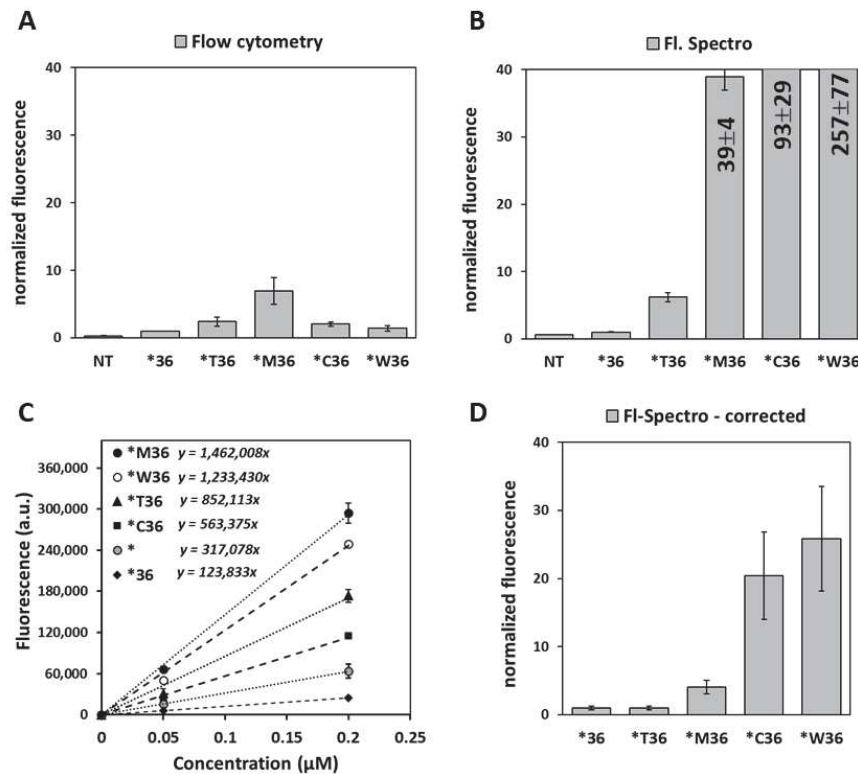 A
Flow cytometry
normalized fluorescence
40
30
20
10
0
NT *36 *T36 *M36 *C36 *W36
B
Fl. Spectro
normalized fluorescence
40
30
20
10
0
39±4
93±29
257±77
NT *36 *T36 *M36 *C36 *W36
C
Fluorescence (a.u.)
360,000
300,000
240,000
180,000
120,000
60,000
0
*M36 y = 1,462,008x
*W36 y = 1,233,430x
*T36 y = 852,113x
*C36 y = 563,375x
* y = 317,078x
*36 y = 123,833x
0 0.05 0.1 0.15 0.2 0.25
Concentration (µM)
D
Fl-Spectro - corrected
normalized fluorescence
40
30
20
10
0
*36 *T36 *M36 *C36 *W36